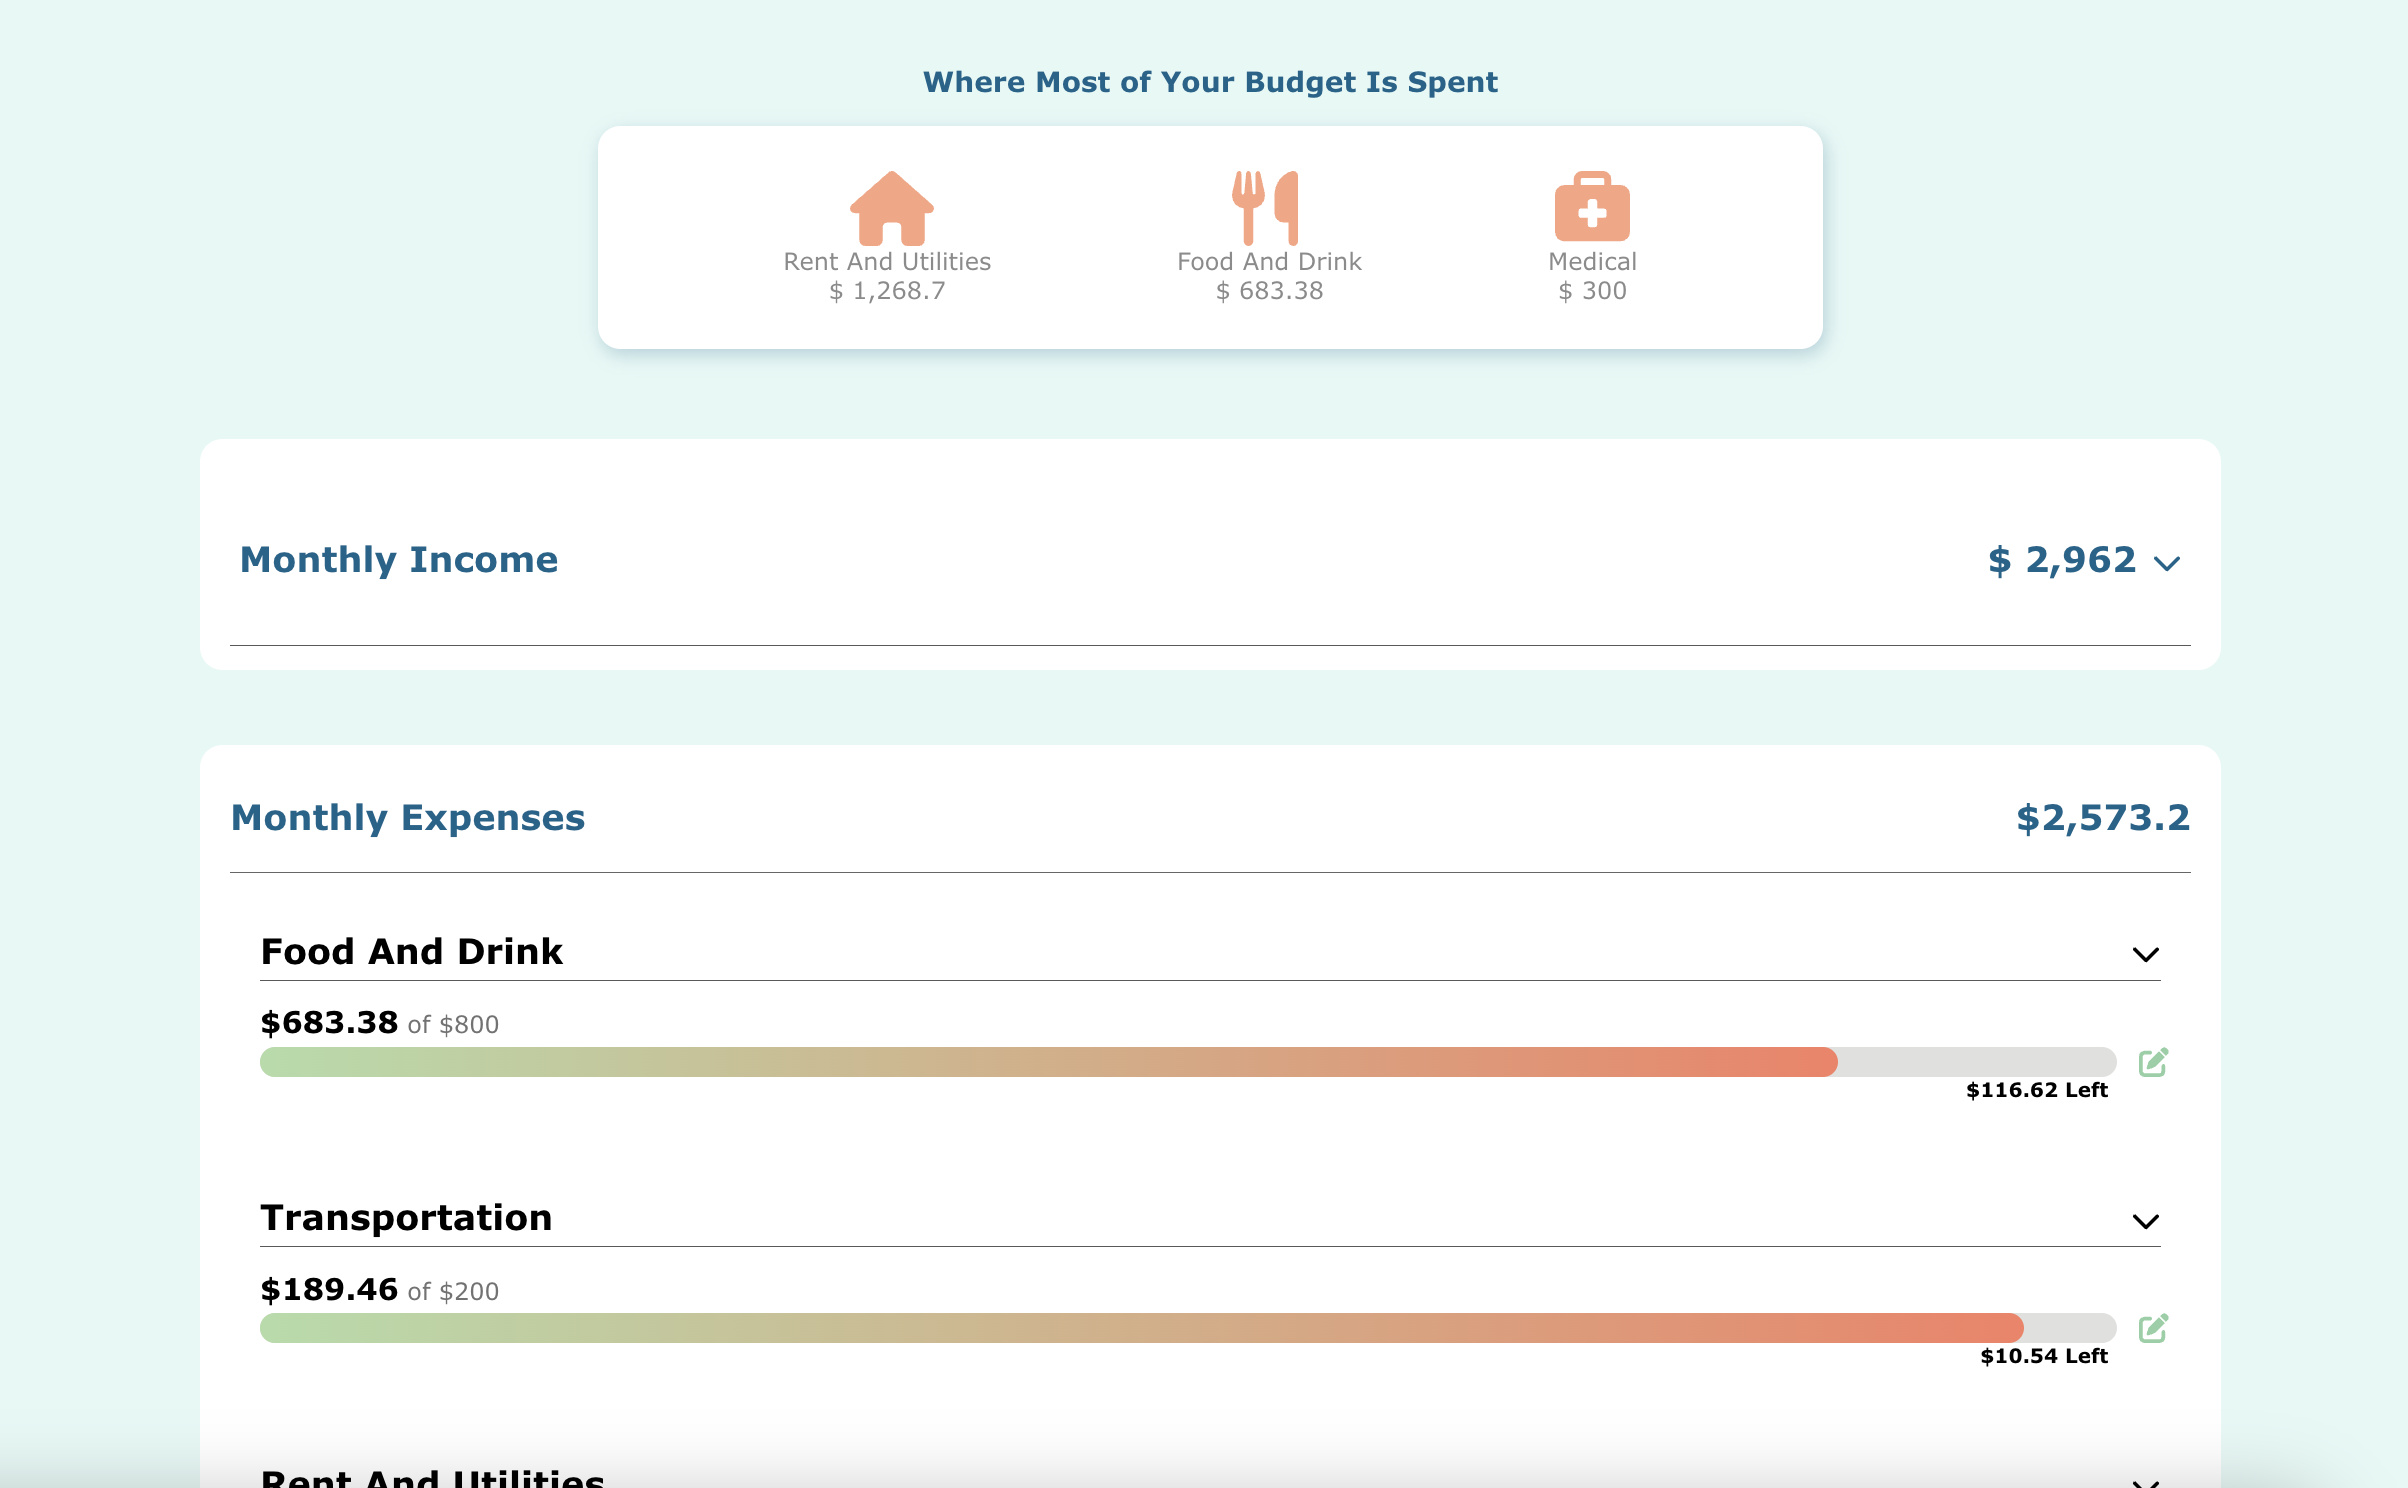 Where Most of Your Budget Is Spent
Rent And Utilities
$ 1,268.7
Food And Drink
$ 683.38
Medical
$ 300
Monthly Income
$ 2,962
Monthly Expenses
$2,573.2
Food And Drink
$683.38 of $800
$116.62 Left
Transportation
$189.46 of $200
$10.54 Left
Rent And Utilities